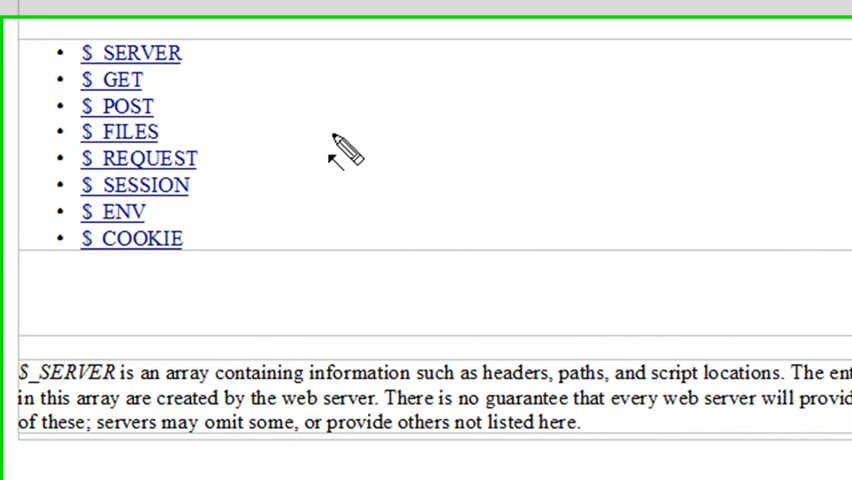 • $_SERVER
• $_GET
• $_POST
• $_FILES
• $_REQUEST
• $_SESSION
• $_ENV
• $_COOKIE
$_SERVER is an array containing information such as headers, paths, and script locations. The
in this array are created by the web server. There is no guarantee that every web server will
of these; servers may omit some, or provide others not listed here.